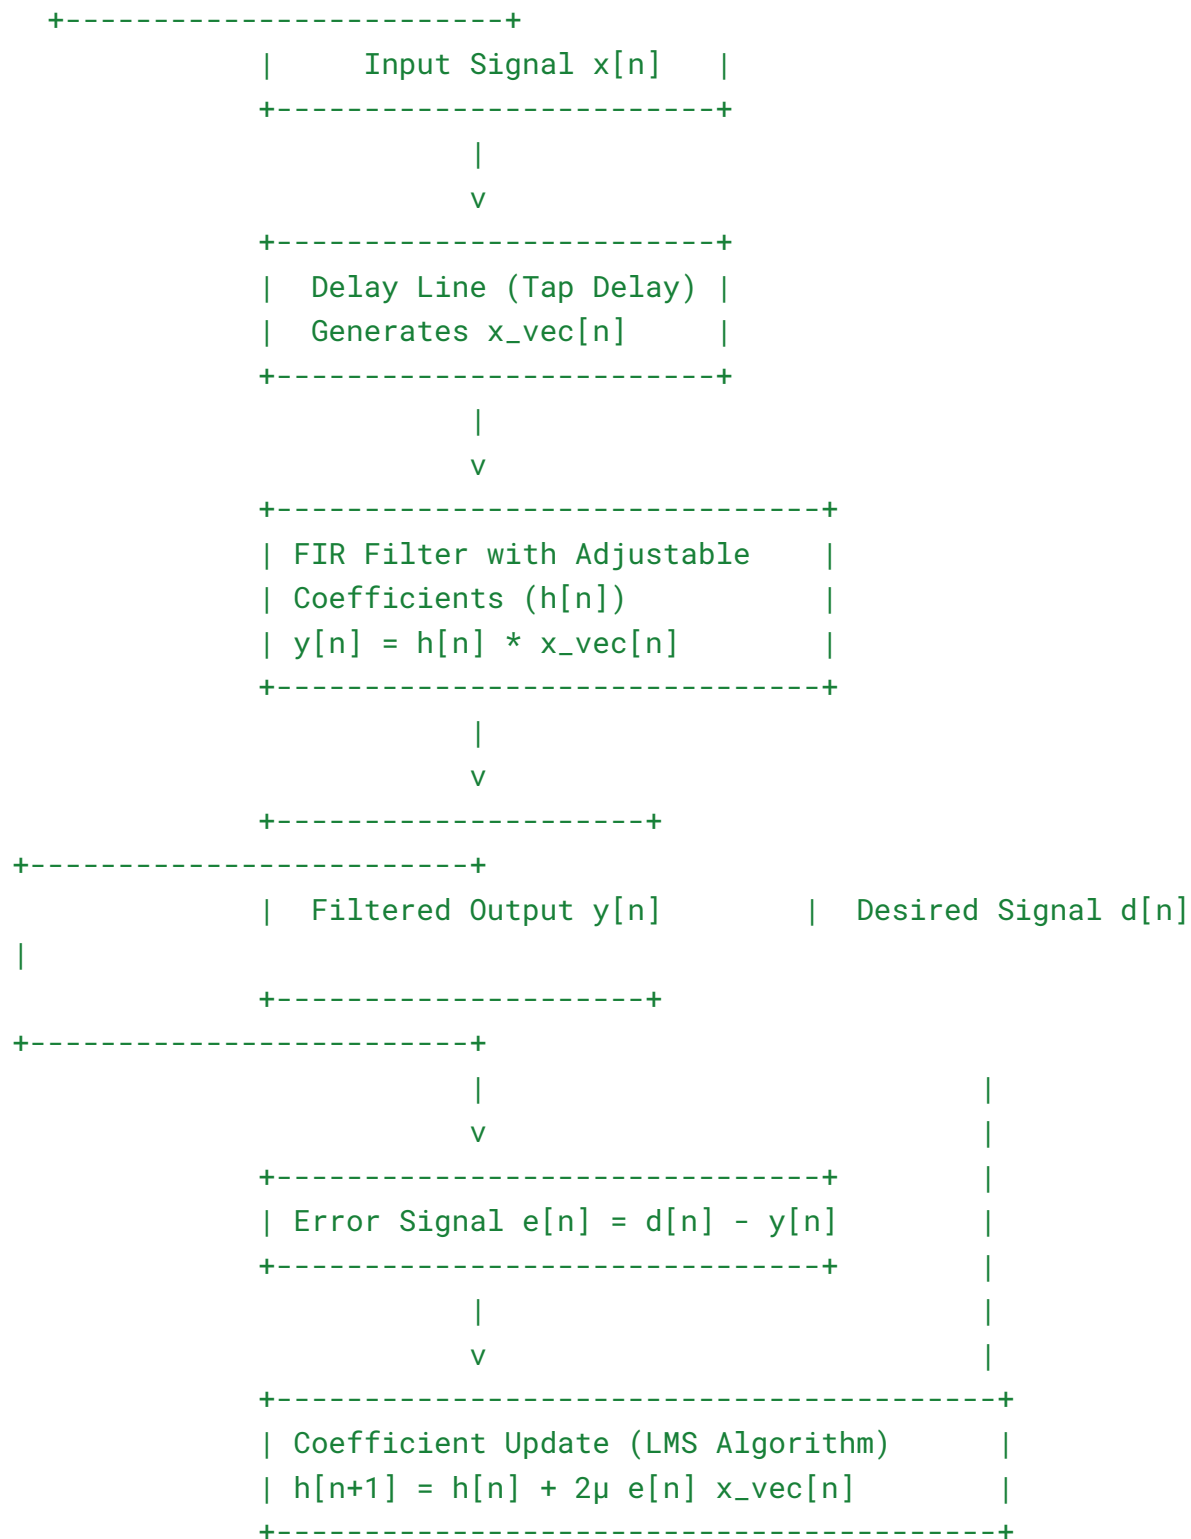 +-------------------------+
|     Input Signal x[n]   |
+-------------------------+
|
v
+-------------------------+
|  Delay Line (Tap Delay) |
|  Generates x_vec[n]     |
+-------------------------+
|
v
+-------------------------------+
| FIR Filter with Adjustable    |
| Coefficients (h[n])           |
| y[n] = h[n] * x_vec[n]        |
+-------------------------------+
|
v
+---------------------+
+-------------------------+
|  Filtered Output y[n]        |  Desired Signal d[n]
|
+---------------------+
+-------------------------+
|                            |
v                            |
+-------------------------------+        |
| Error Signal e[n] = d[n] - y[n]        |
+-------------------------------+        |
|                            |
v                            |
+-----------------------------------------+
| Coefficient Update (LMS Algorithm)      |
| h[n+1] = h[n] + 2µ e[n] x_vec[n]        |
+-----------------------------------------+